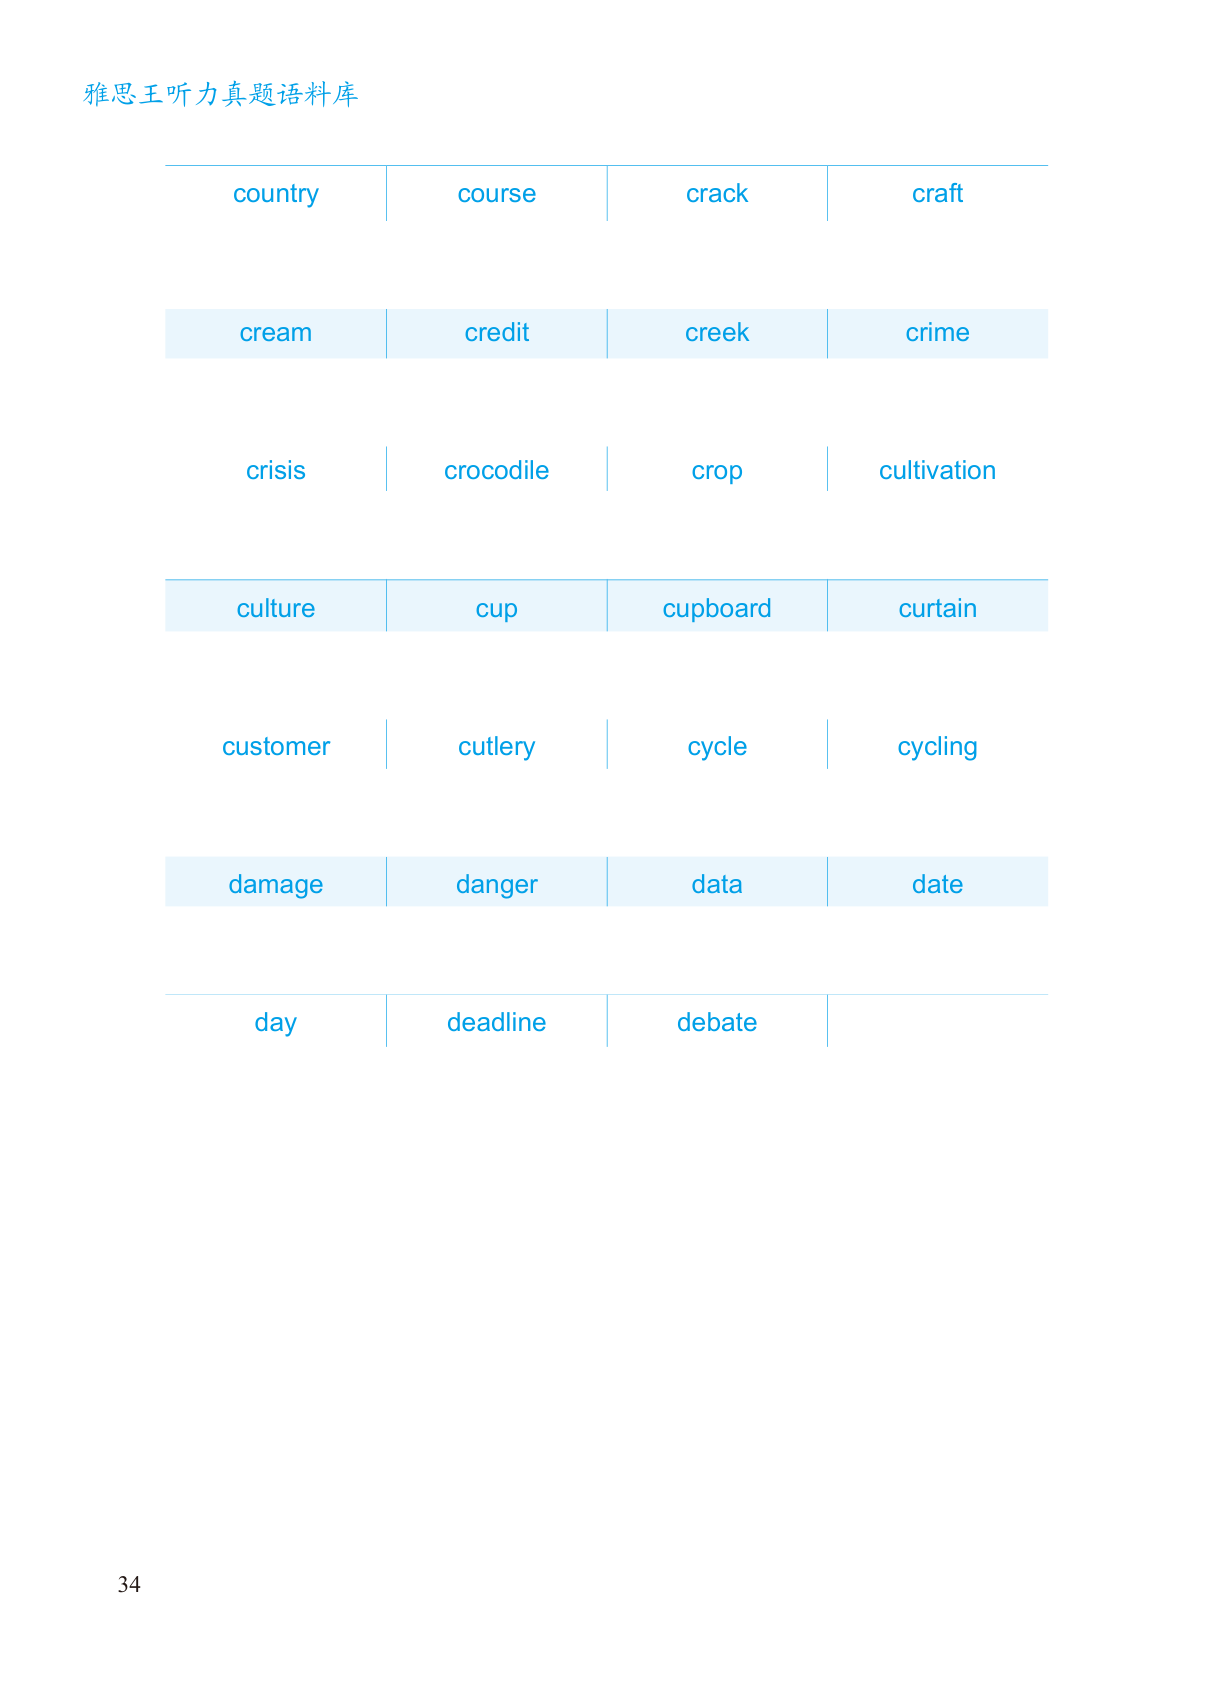 雅思王听力真题语料库
country course crack craft
cream credit creek crime
crisis crocodile crop cultivation
culture cup cupboard curtain
customer cutlery cycle cycling
damage danger data date
day deadline debate
34